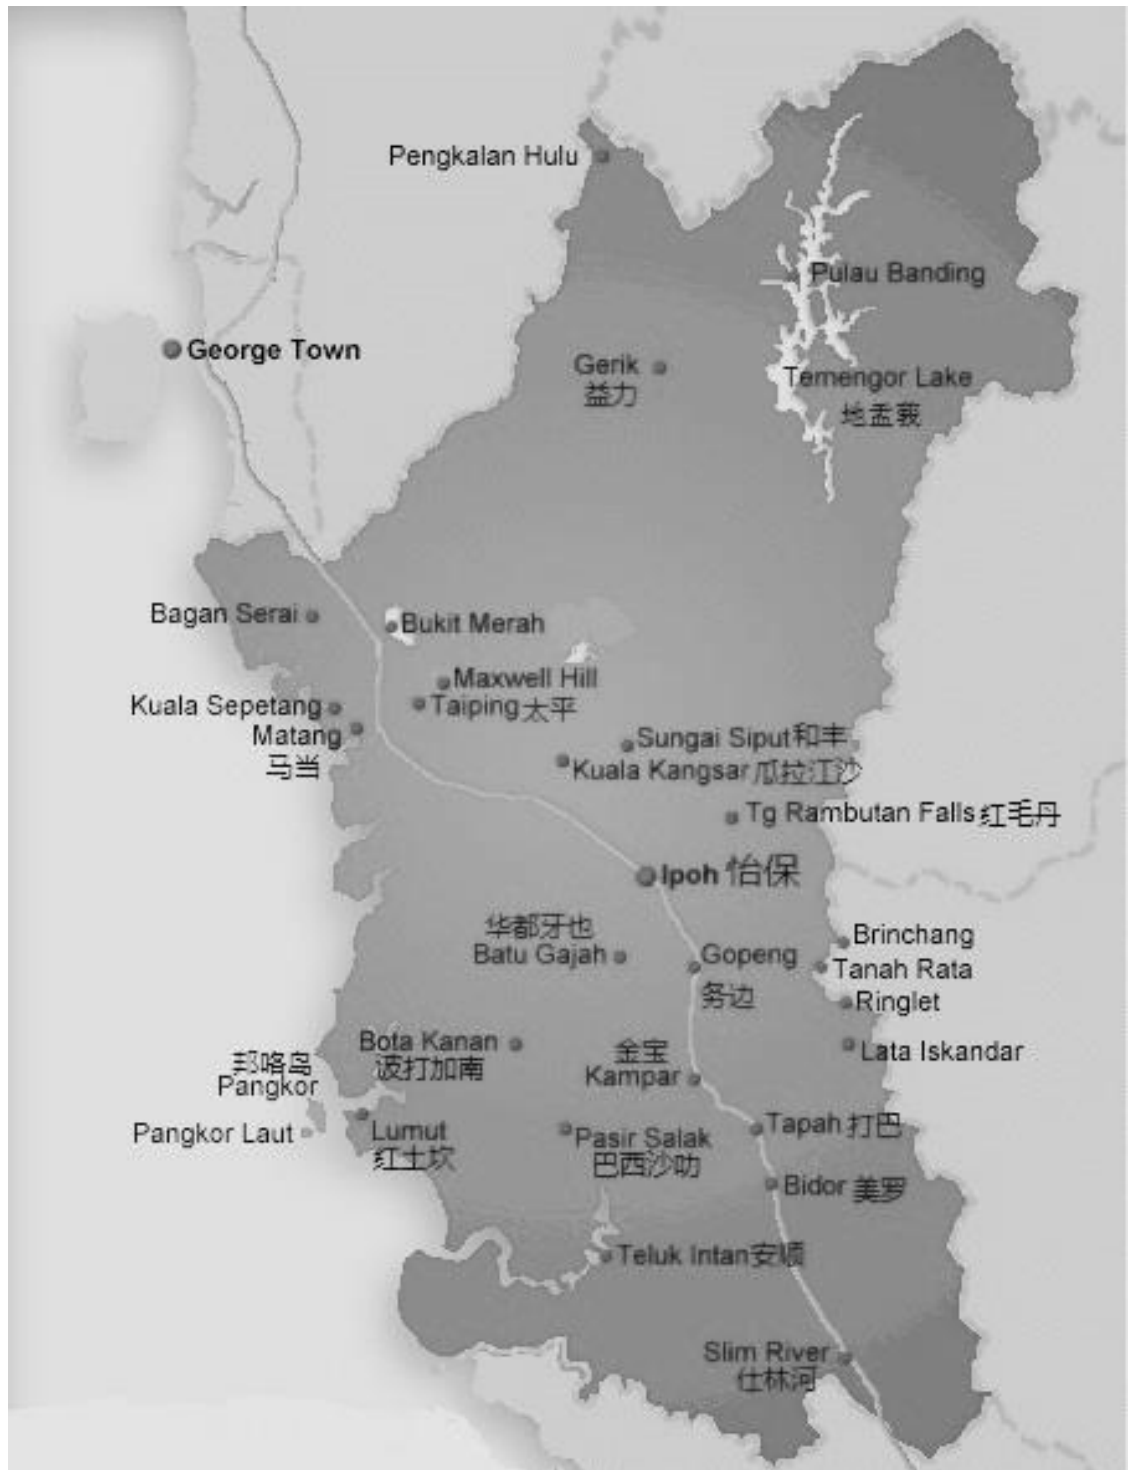 Pengkalan Hulu
Pulau Banding
George Town
Gerik
益力
Temengor Lake
地孟莪
Bagan Serai
Bukit Merah
Maxwell Hill
Kuala Sepetang
Taiping太平
Matang
马当
Sungai Siput和丰
Kuala Kangsar瓜拉江沙
Tg Rambutan Falls红毛丹
Ipoh 怡保
华都牙也
Batu Gajah
Gopeng
务边
Brinchang
Tanah Rata
Ringlet
Bota Kanan
波打加南
金宝
Kampar
Lata Iskandar
邦咯岛
Pangkor
Pangkor Laut
Lumut
红土坎
Pasir Salak
巴西沙叻
Tapah 打巴
Bidor 美罗
Teluk Intan安顺
Slim River
仕林河